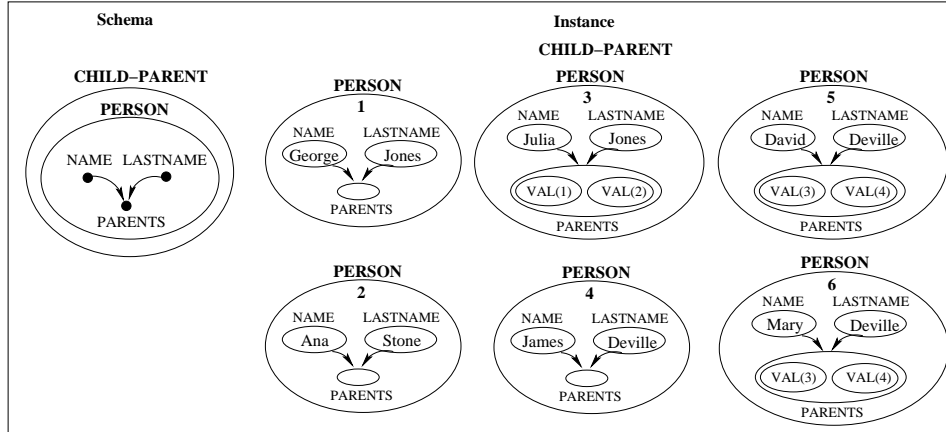 Schema
Instance
CHILD–PARENT
CHILD–PARENT
PERSON
NAME LASTNAME
PARENTS
PERSON
1
NAME LASTNAME
George Jones
PARENTS
PERSON
3
NAME LASTNAME
Julia Jones
VAL(1) VAL(2)
PARENTS
PERSON
5
NAME LASTNAME
David Deville
VAL(3) VAL(4)
PARENTS
PERSON
2
NAME LASTNAME
Ana Stone
PARENTS
PERSON
4
NAME LASTNAME
James Deville
PARENTS
PERSON
6
NAME LASTNAME
Mary Deville
VAL(3) VAL(4)
PARENTS